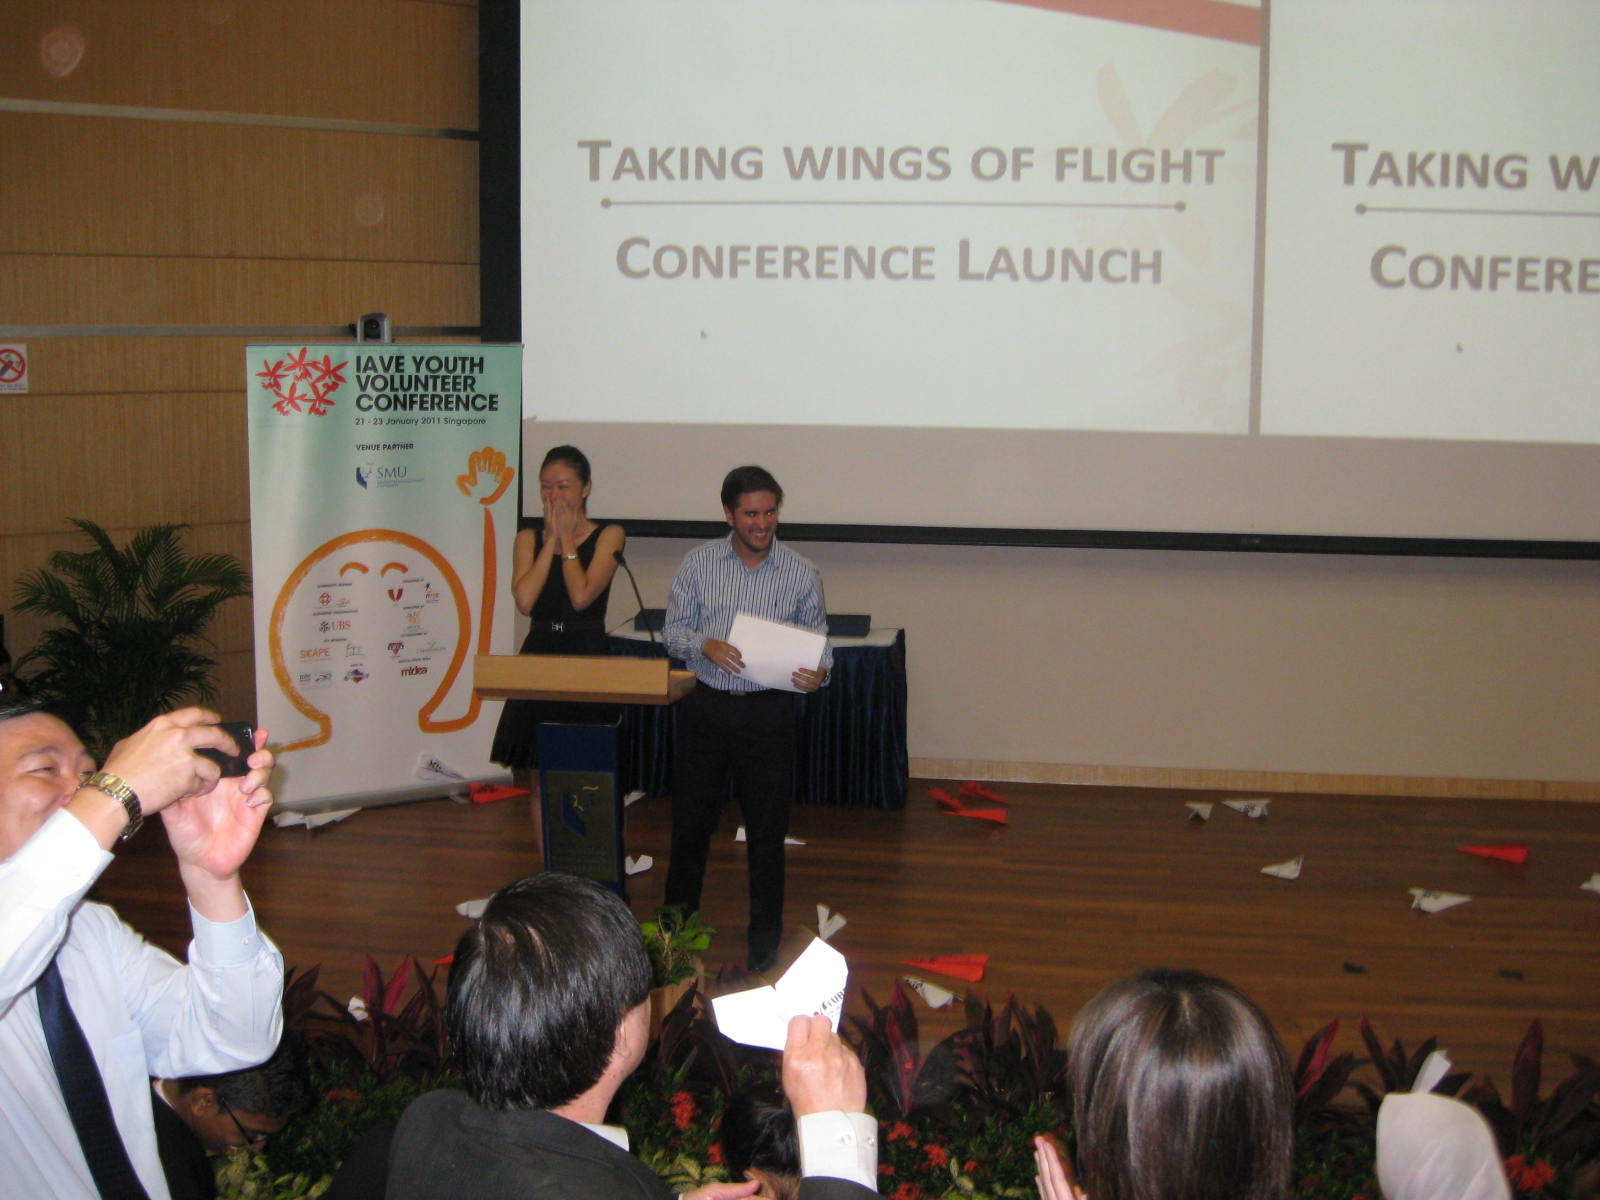 TAKING WINGS OF FLIGHT
CONFERENCE LAUNCH
TAKING W
CONFERE
IAVE YOUTH
VOLUNTEER
CONFERENCE
21 - 23 January 2011 Singapore
VENUE PARTNER
SMU
UBS
SCAPE
mIdea
UBS